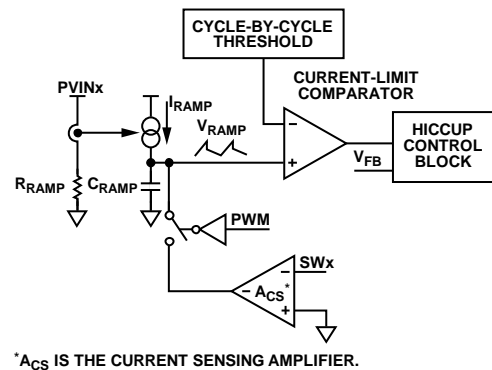 CYCLE-BY-CYCLE
THRESHOLD
CURRENT-LIMIT
COMPARATOR
PVINx
IRAMP
VRAMP
−
+
HICCUP
CONTROL
BLOCK
VFB
RRAMP
CRAMP
PWM
SWx
−
− ACS*
+
*ACS IS THE CURRENT SENSING AMPLIFIER.